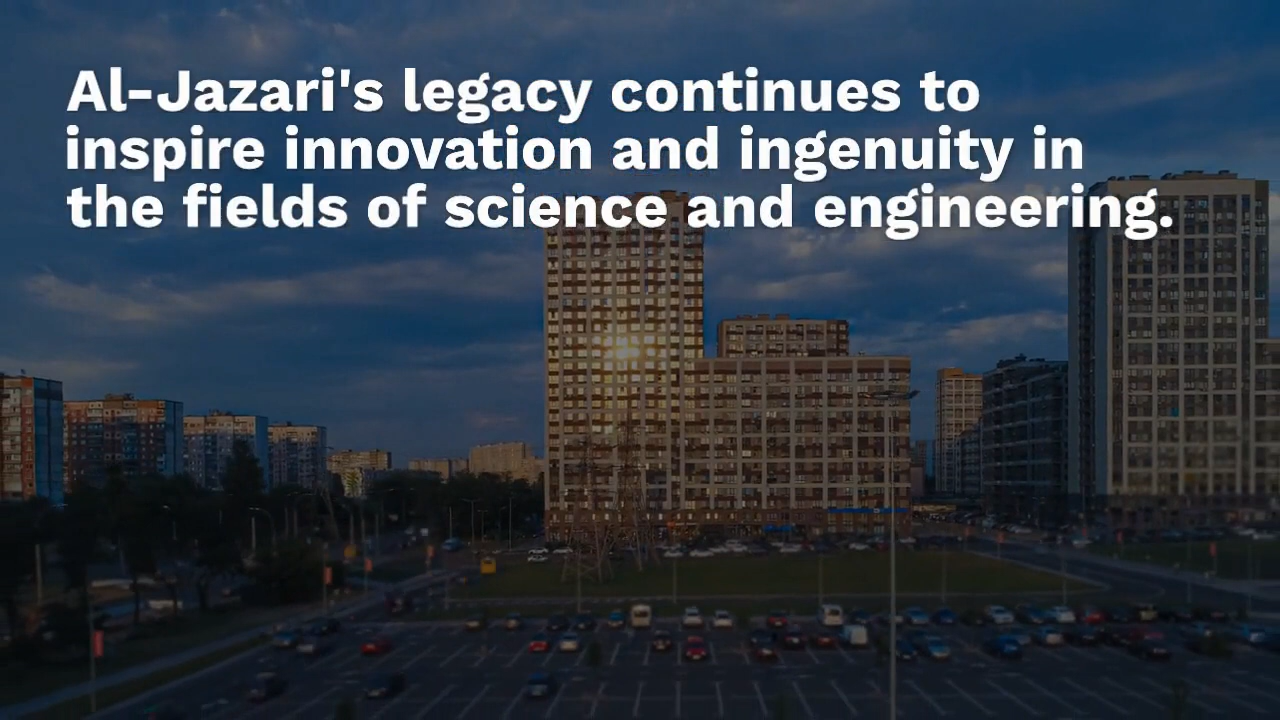 Al-Jazari's legacy continues to
inspire innovation and ingenuity in
the fields of science and engineering.